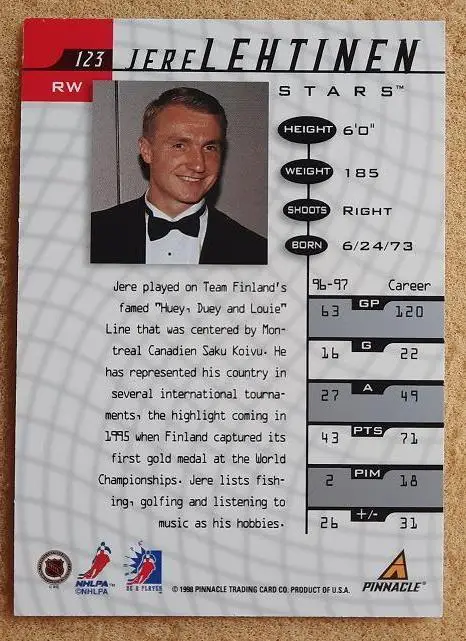 123 JERE LEHTINEN
RW
STARS™
HEIGHT 6'0"
WEIGHT 185
SHOOTS RIGHT
BORN 6/24/73
96-97 Career
63 GP 120
16 G 22
27 A 49
43 PTS 71
2 PIM 18
26 +/- 31
Jere played on Team Finland's
famed "Huey, Duey and Louie"
Line that was centered by Mon-
treal Canadien Saku Koivu. He
has represented his country in
several international tourna-
ments, the highlight coming in
1995 when Finland captured its
first gold medal at the World
Championships. Jere lists fish-
ing, golfing and listening to
music as his hobbies.
NHLPA™
©NHLPA
BE A PLAYER
© 1998 PINNACLE TRADING CARD CO. PRODUCT OF U.S.A.
PINNACLE®